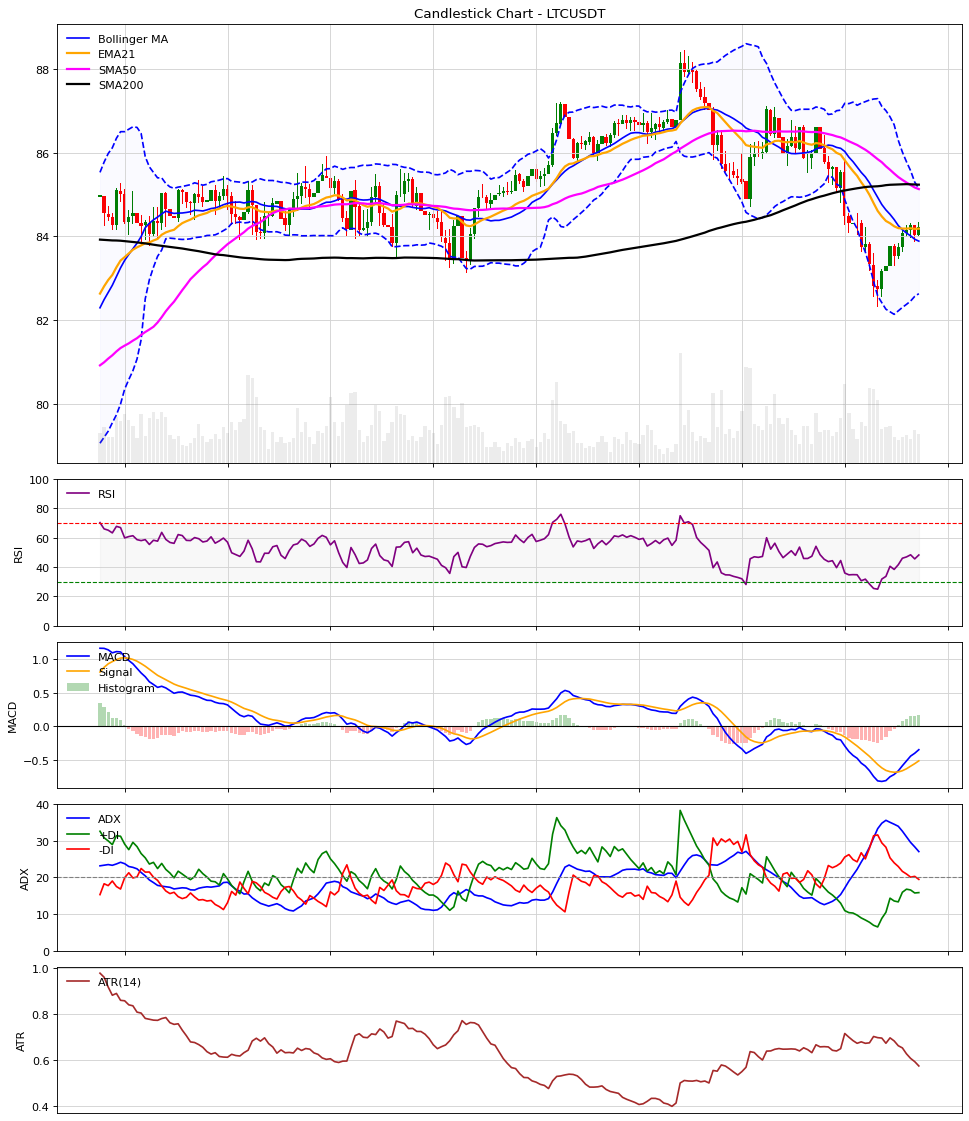 Candlestick Chart - LTCUSDT
Bollinger MA
EMA21
SMA50
SMA200
88
86
84
82
80
RSI
100
80
60
40
20
0
RSI
MACD
Signal
Histogram
1.0
0.5
0.0
−0.5
MACD
ADX
+DI
-DI
40
30
20
10
0
ADX
ATR(14)
1.0
0.8
0.6
0.4
ATR